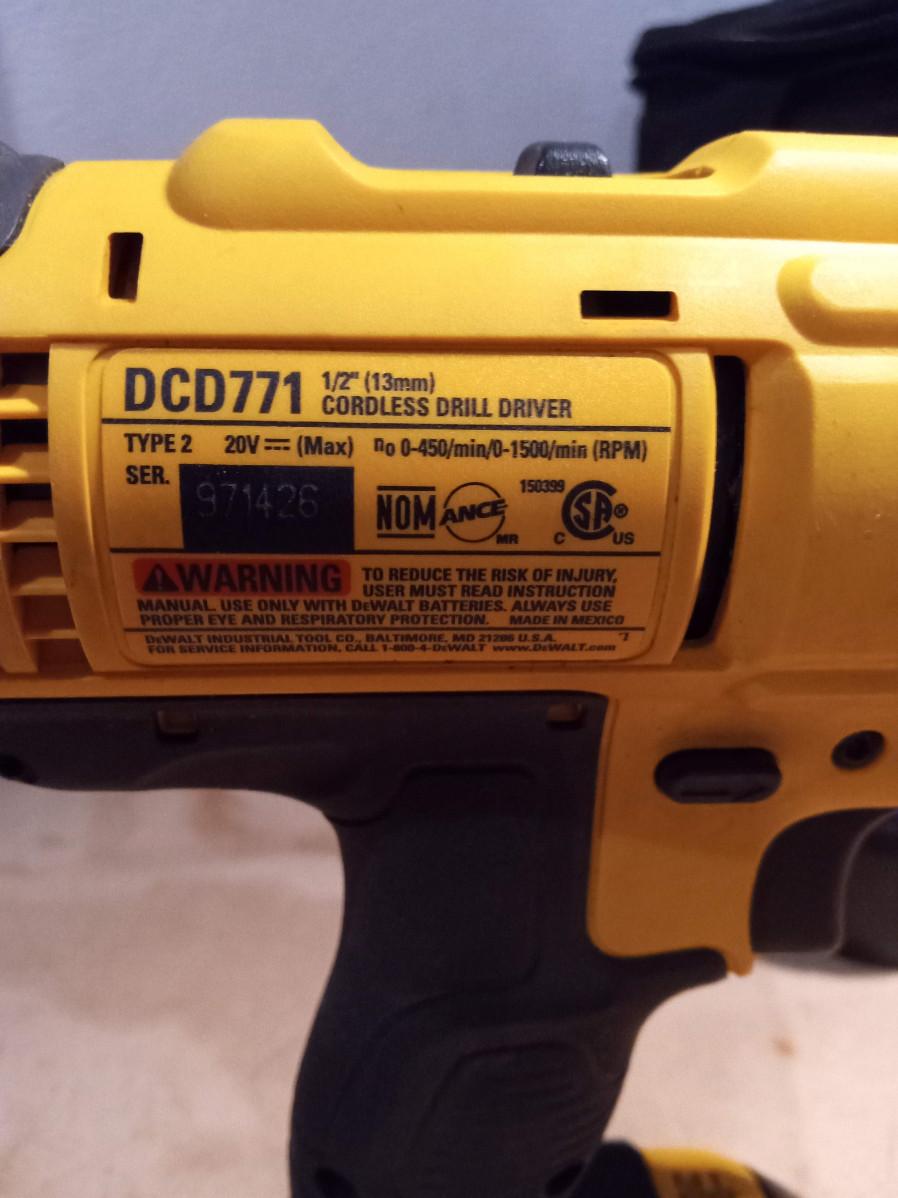 DCD771 1/2" (13mm)
CORDLESS DRILL DRIVER
TYPE 2 20V ⎓ (Max) no 0-450/min/0-1500/min (RPM)
SER. 971426
NOM ANCE MR 150399 CSA® C US
⚠WARNING TO REDUCE THE RISK OF INJURY,
USER MUST READ INSTRUCTION
MANUAL. USE ONLY WITH DEWALT BATTERIES. ALWAYS USE
PROPER EYE AND RESPIRATORY PROTECTION. MADE IN MEXICO
DEWALT INDUSTRIAL TOOL CO., BALTIMORE, MD 21286 U.S.A.
FOR SERVICE INFORMATION, CALL 1-800-4-DEWALT www.DEWALT.com